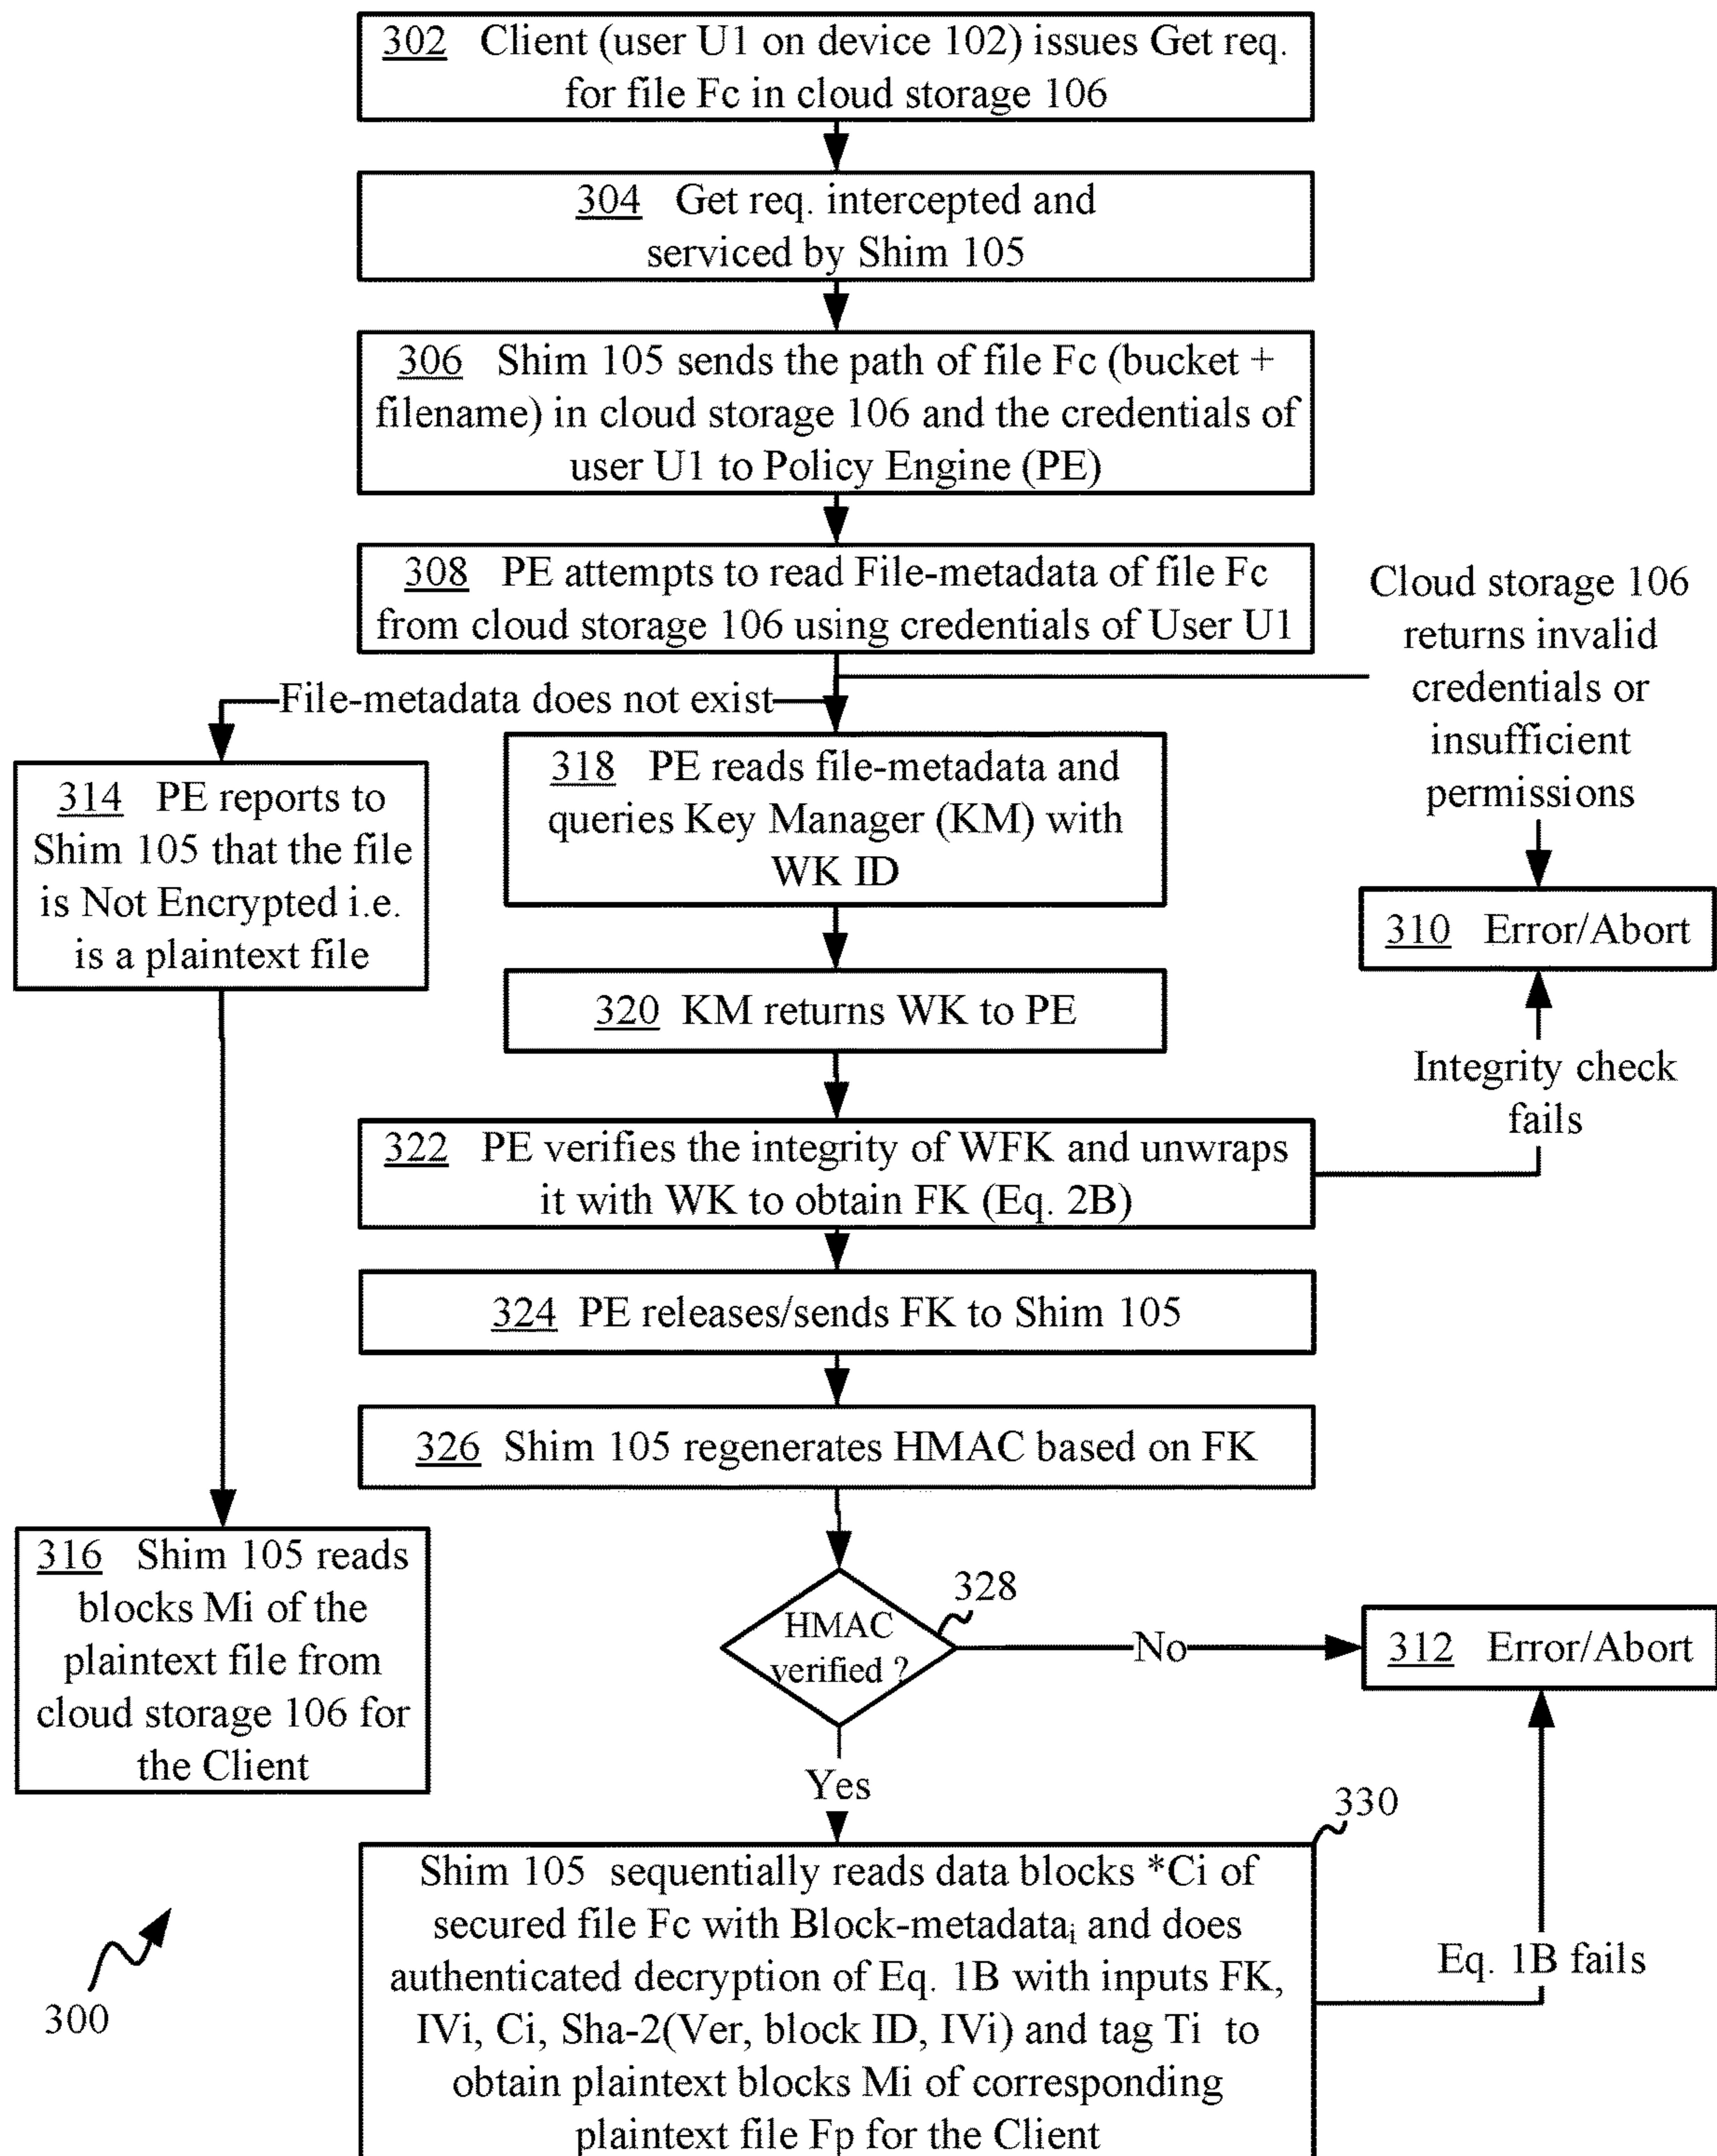 302 Client (user U1 on device 102) issues Get req.
for file Fc in cloud storage 106
304 Get req. intercepted and
serviced by Shim 105
306 Shim 105 sends the path of file Fc (bucket +
filename) in cloud storage 106 and the credentials of
user U1 to Policy Engine (PE)
308 PE attempts to read File-metadata of file Fc
from cloud storage 106 using credentials of User U1
Cloud storage 106
returns invalid
credentials or
insufficient
permissions
File-metadata does not exist
314 PE reports to
Shim 105 that the file
is Not Encrypted i.e.
is a plaintext file
318 PE reads file-metadata and
queries Key Manager (KM) with
WK ID
310 Error/Abort
320 KM returns WK to PE
Integrity check
fails
322 PE verifies the integrity of WFK and unwraps
it with WK to obtain FK (Eq. 2B)
324 PE releases/sends FK to Shim 105
326 Shim 105 regenerates HMAC based on FK
316 Shim 105 reads
blocks Mi of the
plaintext file from
cloud storage 106 for
the Client
328
HMAC
verified ?
No
312 Error/Abort
Yes
330
Shim 105 sequentially reads data blocks *Ci of
secured file Fc with Block-metadataᵢ and does
authenticated decryption of Eq. 1B with inputs FK,
IVi, Ci, Sha-2(Ver, block ID, IVi) and tag Ti to
obtain plaintext blocks Mi of corresponding
plaintext file Fp for the Client
Eq. 1B fails
300